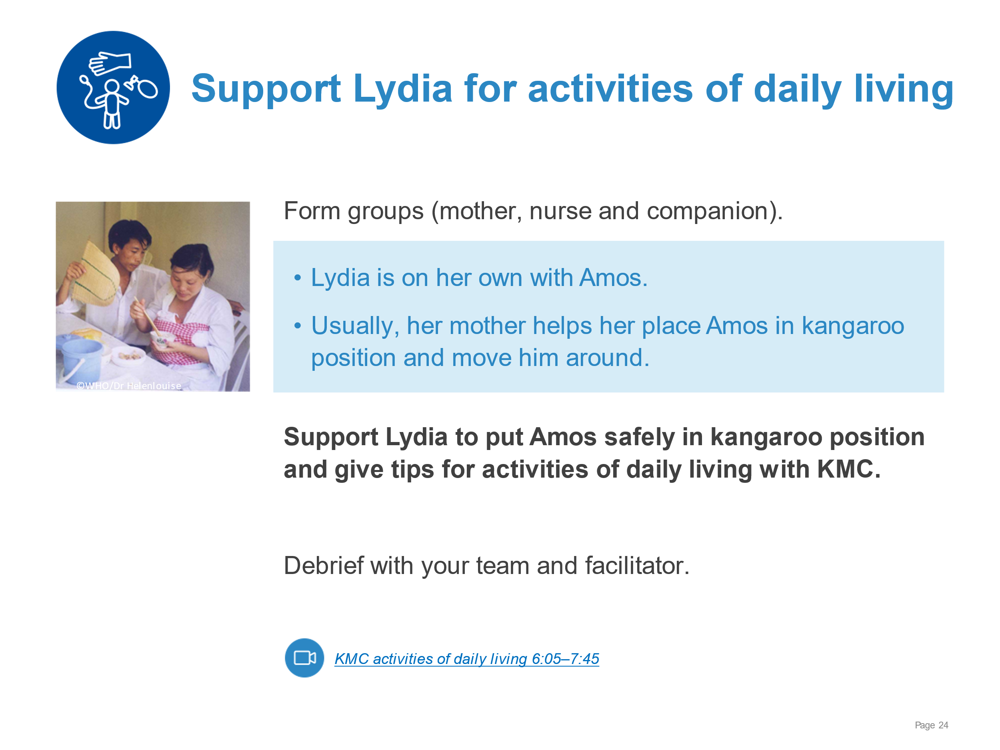 Support Lydia for activities of daily living
Form groups (mother, nurse and companion).
• Lydia is on her own with Amos.
• Usually, her mother helps her place Amos in kangaroo
position and move him around.
©WHO/Dr Helenlouise
Support Lydia to put Amos safely in kangaroo position
and give tips for activities of daily living with KMC.
Debrief with your team and facilitator.
KMC activities of daily living 6:05–7:45
Page 24